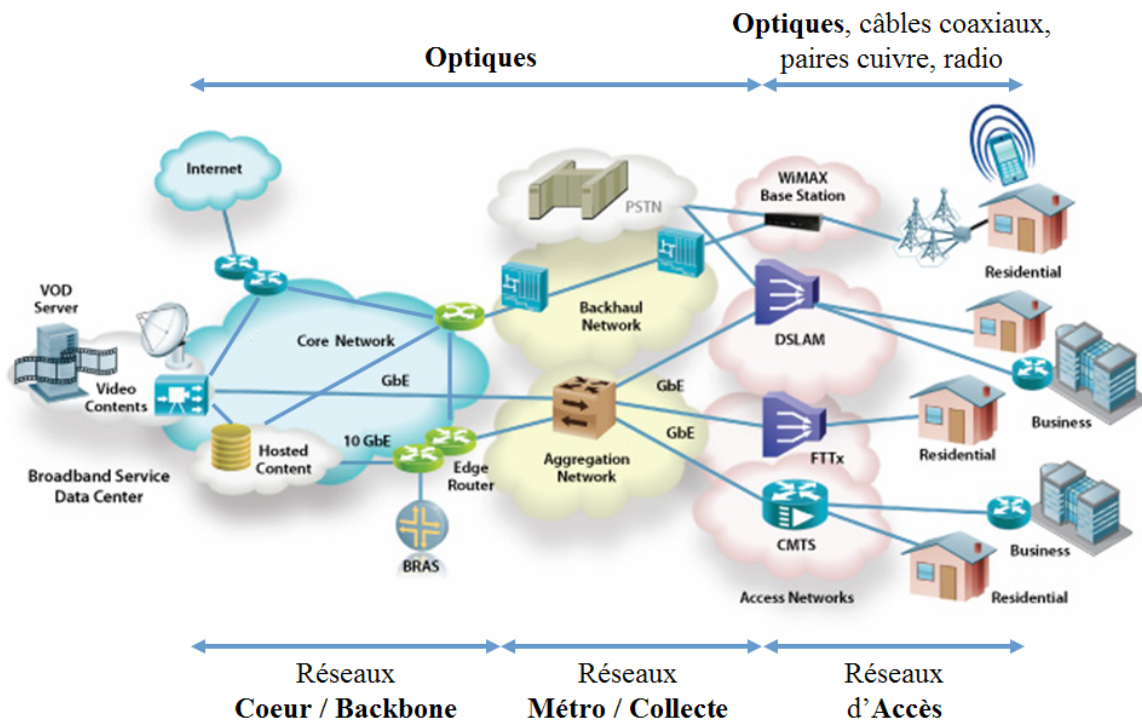 Optiques
Optiques, câbles coaxiaux,
paires cuivre, radio
Internet
VOD
Server
Video
Contents
Broadband Service
Data Center
Core Network
GbE
10 GbE
Hosted
Content
Edge
Router
BRAS
PSTN
Backhaul
Network
Aggregation
Network
GbE
GbE
WiMAX
Base Station
DSLAM
FTTx
CMTS
Access Networks
Residential
Business
Residential
Business
Residential
Réseaux
Coeur / Backbone
Réseaux
Métro / Collecte
Réseaux
d’Accès